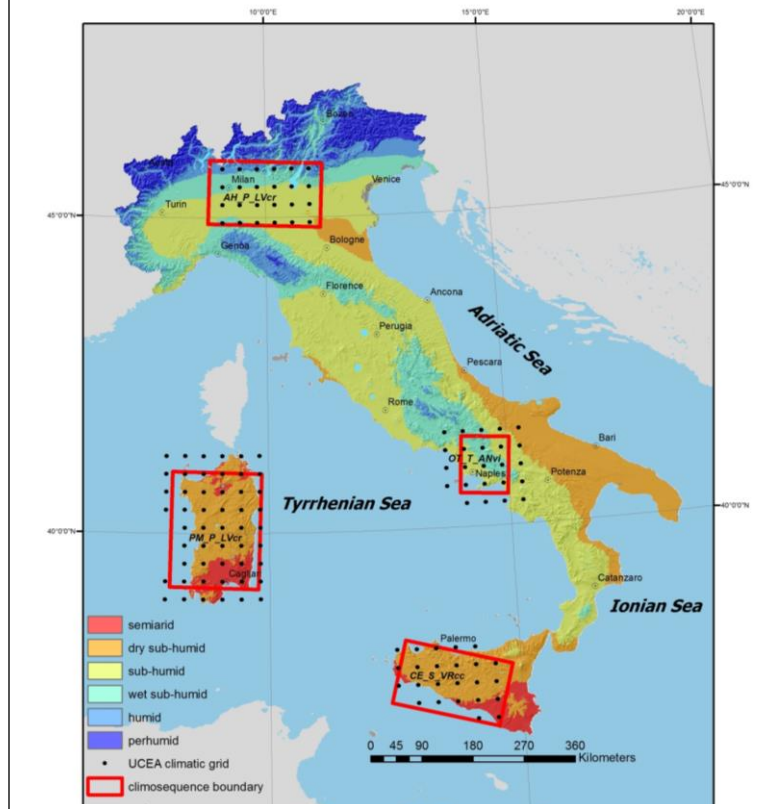 10°0'0"E
15°0'0"E
20°0'0"E
Bozen
Milan
Venice
AH_P_LVcr
45°0'0"N
Turin
45°0'0"N
Bologne
Genoa
Florence
Ancona
Adriatic Sea
Perugia
Pescara
Rome
Bari
OT_T_ANvi
Naples
Potenza
Tyrrhenian Sea
40°0'0"N
40°0'0"N
PM_P_LVcr
Cagliari
Catanzaro
Ionian Sea
Palermo
CE_S_VRcc
semiarid
dry sub-humid
sub-humid
wet sub-humid
humid
perhumid
UCEA climatic grid
climosequence boundary
0 45 90 180 270 360
Kilometers